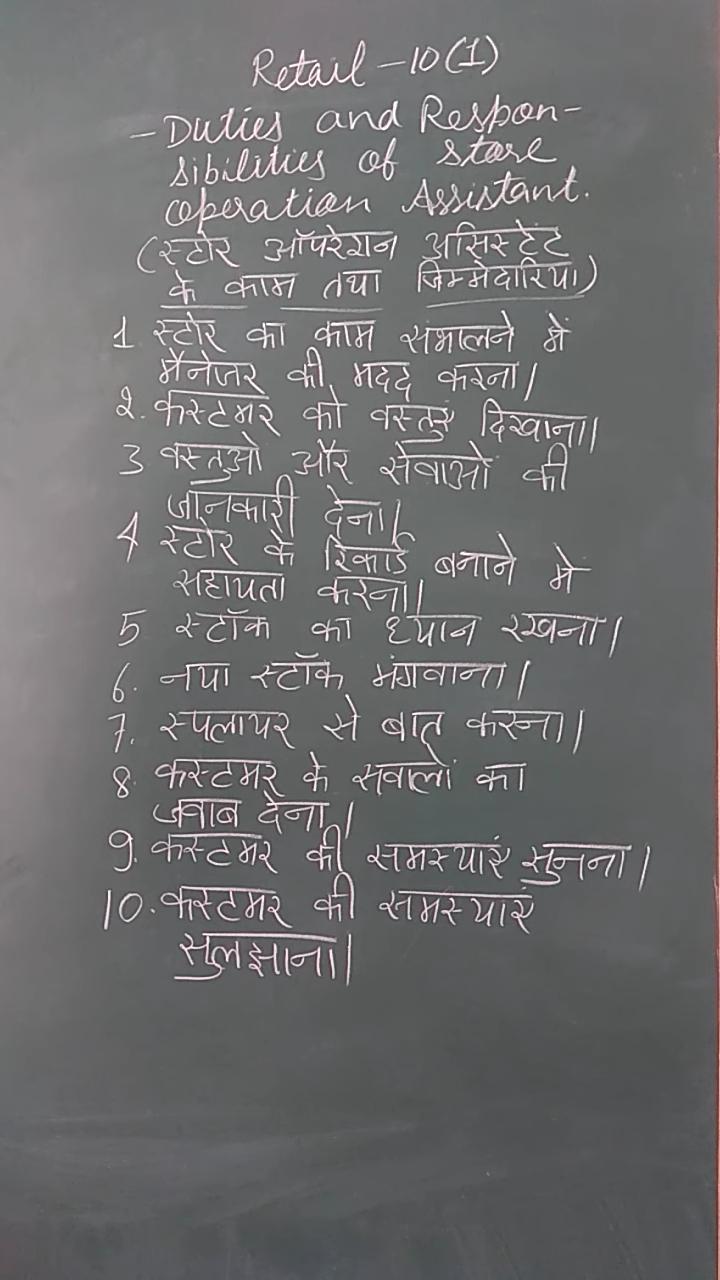 Retail - 10 (1)
- Duties and Respon-
sibilities of store
operation Assistant.
(स्टोर ऑपरेशन असिस्टेंट
के काम तथा जिम्मेदारिया)
1. स्टोर का काम संभालने में
मैनेजर की मदद करना।
2. कस्टमर को वस्तुएं दिखाना।
3 वस्तुओ और सेवाओ की
जानकारी देना।
4 स्टोर के रिकार्ड बनाने मे
सहायता करना।
5 स्टॉक का ध्यान रखना।
6. नया स्टॉक मंगवाना।
7. स्पलायर से बात करना।
8. कस्टमर के सवालों का
जवाब देना।
9. कस्टमर की समस्याएं सुनना।
10. कस्टमर की समस्याएं
सुलझाना।